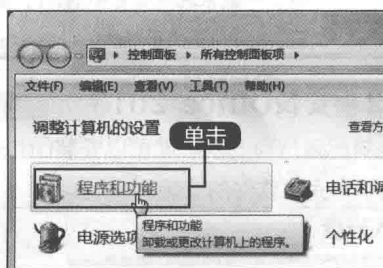 控制面板 ▸ 所有控制面板项 ▸
文件(F) 编辑(E) 查看(V) 工具(T) 帮助(H)
调整计算机的设置
单击
查看方
程序和功能
电话和调
电源选项
程序和功能
卸载或更改计算机上的程序。
个性化